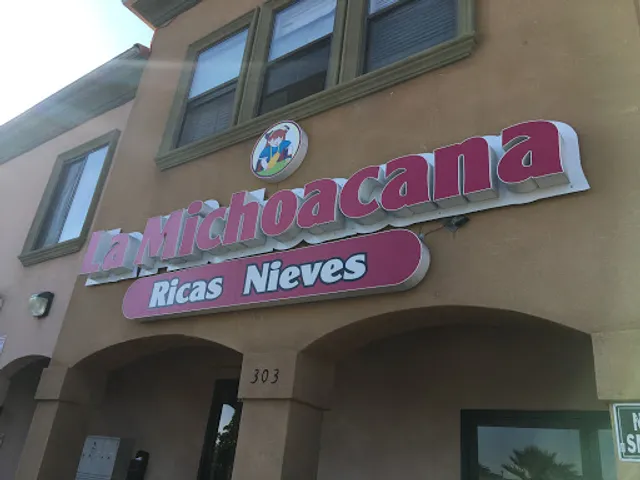 La Michoacana
Ricas Nieves
303